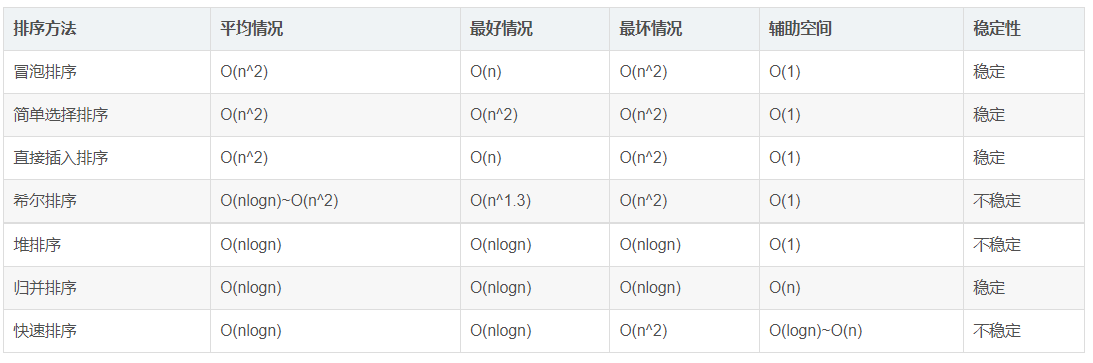 排序方法 平均情况 最好情况 最坏情况 辅助空间 稳定性
冒泡排序 O(n^2) O(n) O(n^2) O(1) 稳定
简单选择排序 O(n^2) O(n^2) O(n^2) O(1) 稳定
直接插入排序 O(n^2) O(n) O(n^2) O(1) 稳定
希尔排序 O(nlogn)~O(n^2) O(n^1.3) O(n^2) O(1) 不稳定
堆排序 O(nlogn) O(nlogn) O(nlogn) O(1) 不稳定
归并排序 O(nlogn) O(nlogn) O(nlogn) O(n) 稳定
快速排序 O(nlogn) O(nlogn) O(n^2) O(logn)~O(n) 不稳定